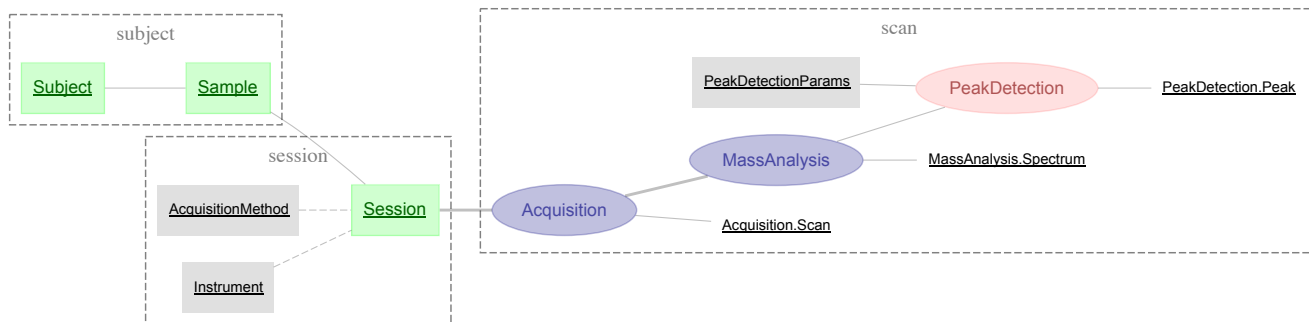 subject
Subject
Sample
session
AcquisitionMethod
Session
Instrument
scan
PeakDetectionParams
PeakDetection
PeakDetection.Peak
MassAnalysis
MassAnalysis.Spectrum
Acquisition
Acquisition.Scan